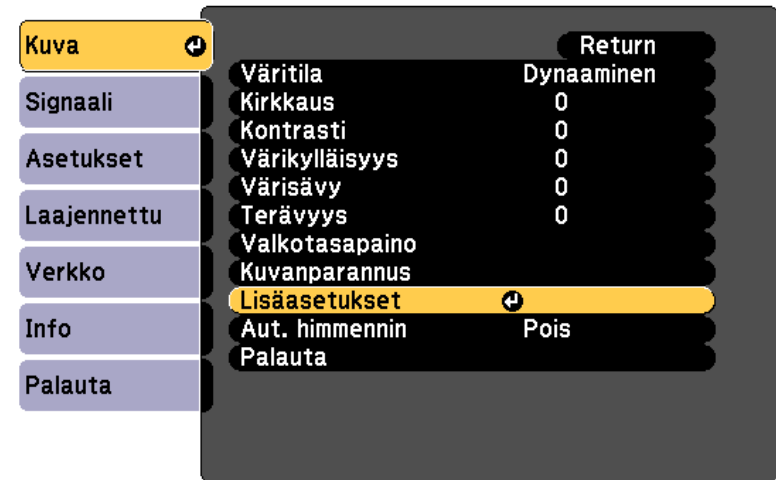 Kuva
Signaali
Asetukset
Laajennettu
Verkko
Info
Palauta
Return
Väritila Dynaaminen
Kirkkaus 0
Kontrasti 0
Värikylläisyys 0
Värisävy 0
Terävyys 0
Valkotasapaino
Kuvanparannus
Lisäasetukset
Aut. himmennin Pois
Palauta